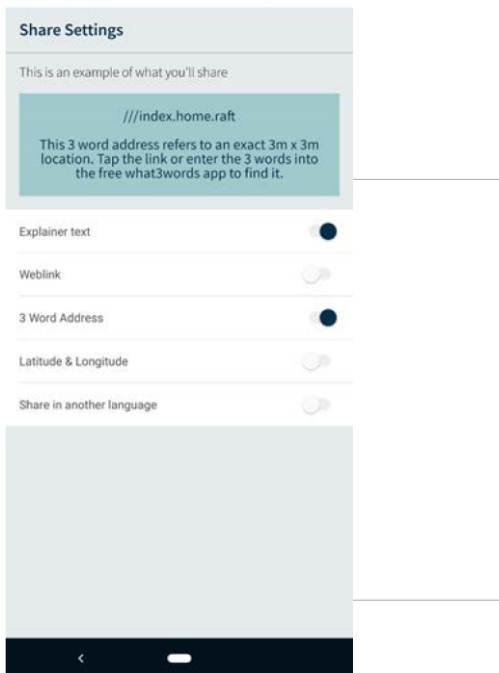 Share Settings
This is an example of what you'll share
///index.home.raft
This 3 word address refers to an exact 3m x 3m
location. Tap the link or enter the 3 words into
the free what3words app to find it.
Explainer text
Weblink
3 Word Address
Latitude & Longitude
Share in another language